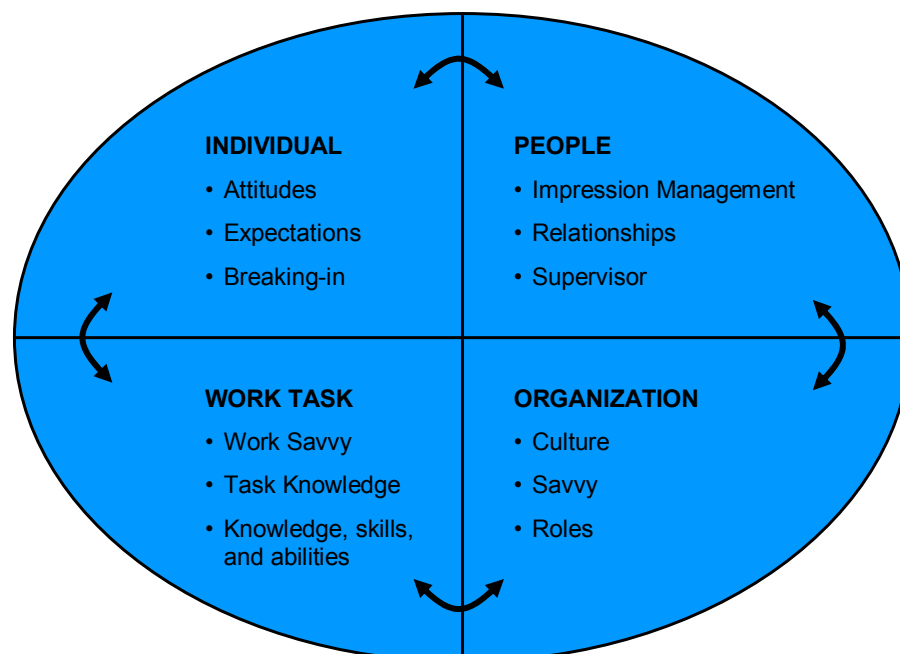 INDIVIDUAL
• Attitudes
• Expectations
• Breaking-in
PEOPLE
• Impression Management
• Relationships
• Supervisor
WORK TASK
• Work Savvy
• Task Knowledge
• Knowledge, skills,
and abilities
ORGANIZATION
• Culture
• Savvy
• Roles